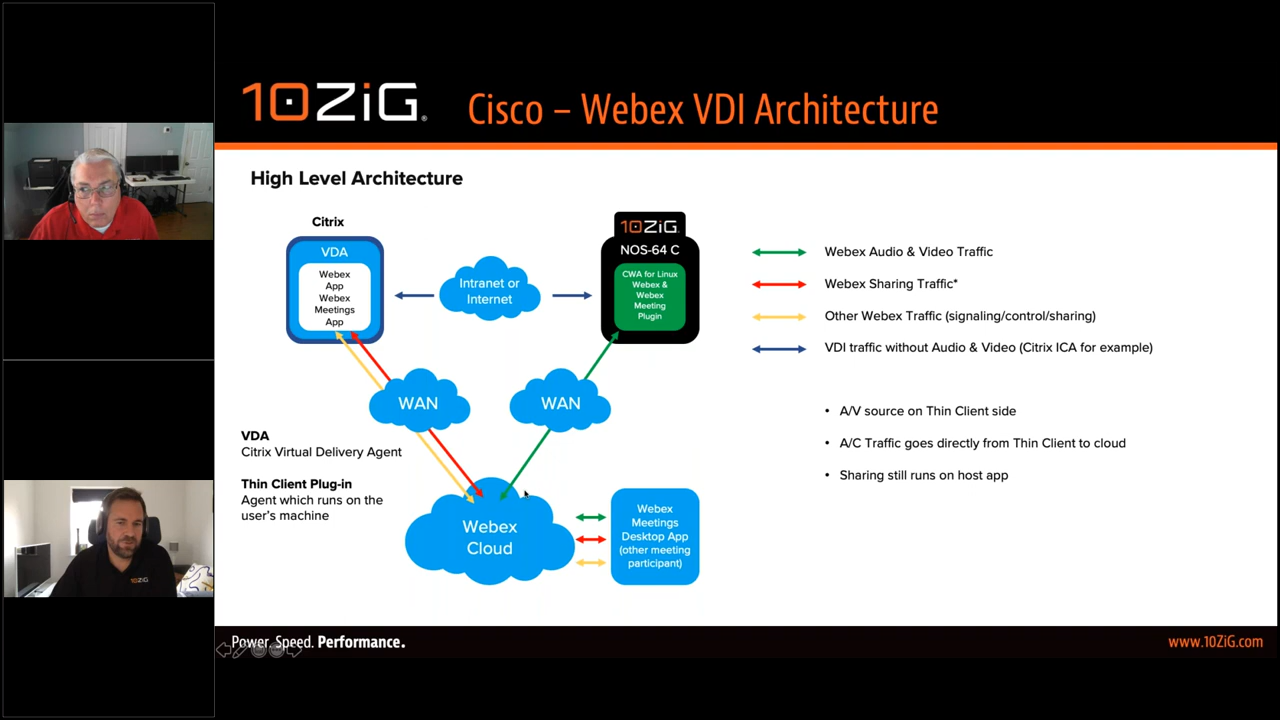 10ZiG®
Cisco – Webex VDI Architecture
High Level Architecture
Citrix
VDA
Webex
App
Webex
Meetings
App
Intranet or
Internet
10ZiG.
NOS-64 C
CWA for Linux
Webex &
Webex
Meeting
Plugin
Webex Audio & Video Traffic
Webex Sharing Traffic*
Other Webex Traffic (signaling/control/sharing)
VDI traffic without Audio & Video (Citrix ICA for example)
WAN
WAN
• A/V source on Thin Client side
• A/C Traffic goes directly from Thin Client to cloud
• Sharing still runs on host app
VDA
Citrix Virtual Delivery Agent
Thin Client Plug-in
Agent which runs on the
user's machine
Webex
Cloud
Webex
Meetings
Desktop App
(other meeting
participant)
10ZiG
Power. Speed. Performance.
www.10ZiG.com